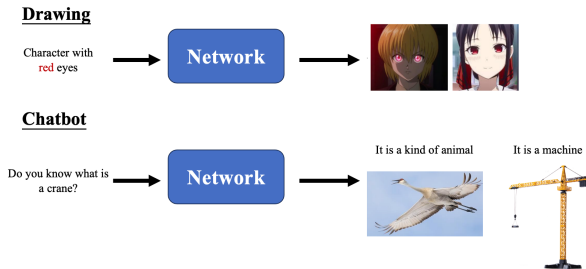 Drawing
Character with
red eyes
Network
Chatbot
Do you know what is
a crane?
Network
It is a kind of animal
It is a machine